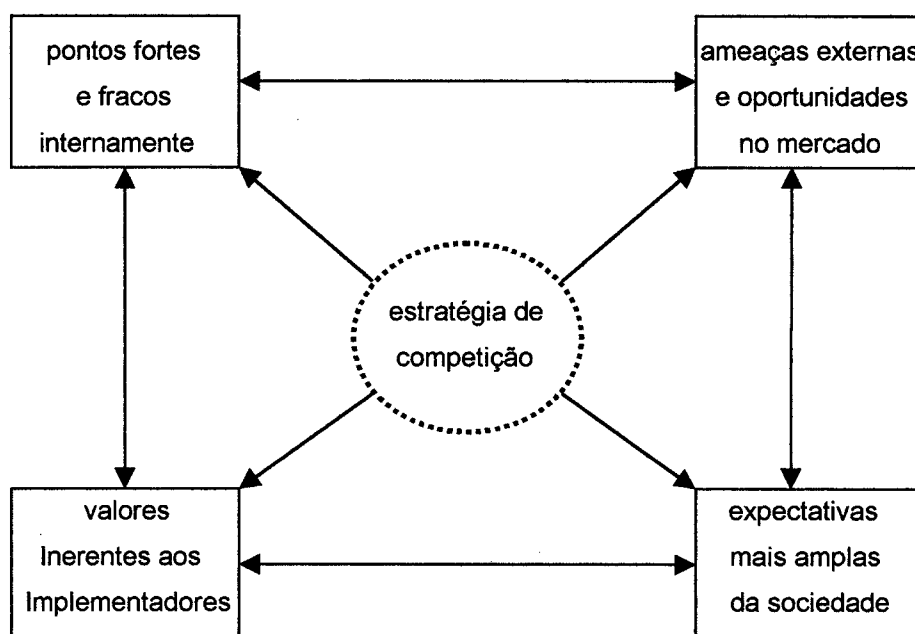 pontos fortes
e fracos
internamente
ameaças externas
e oportunidades
no mercado
estratégia de
competição
valores
Inerentes aos
Implementadores
expectativas
mais amplas
da sociedade